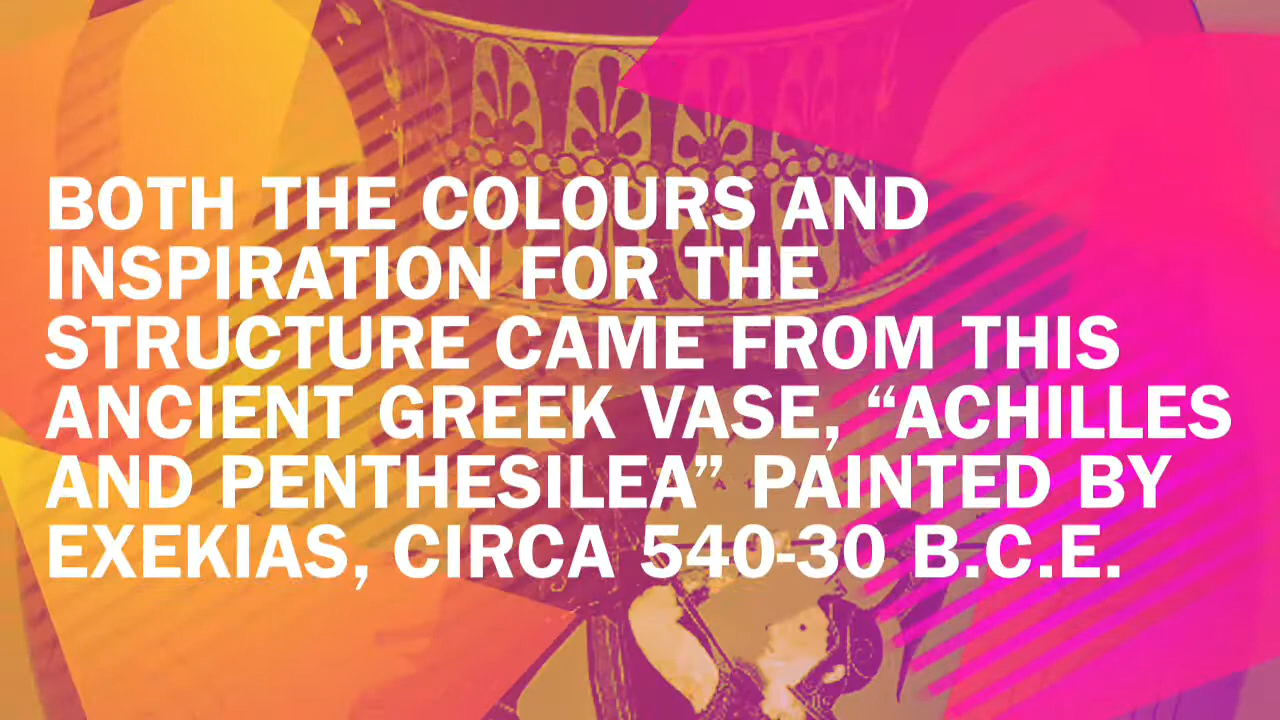 BOTH THE COLOURS AND
INSPIRATION FOR THE
STRUCTURE CAME FROM THIS
ANCIENT GREEK VASE, “ACHILLES
AND PENTHESILEA” PAINTED BY
EXEKIAS, CIRCA 540-30 B.C.E.